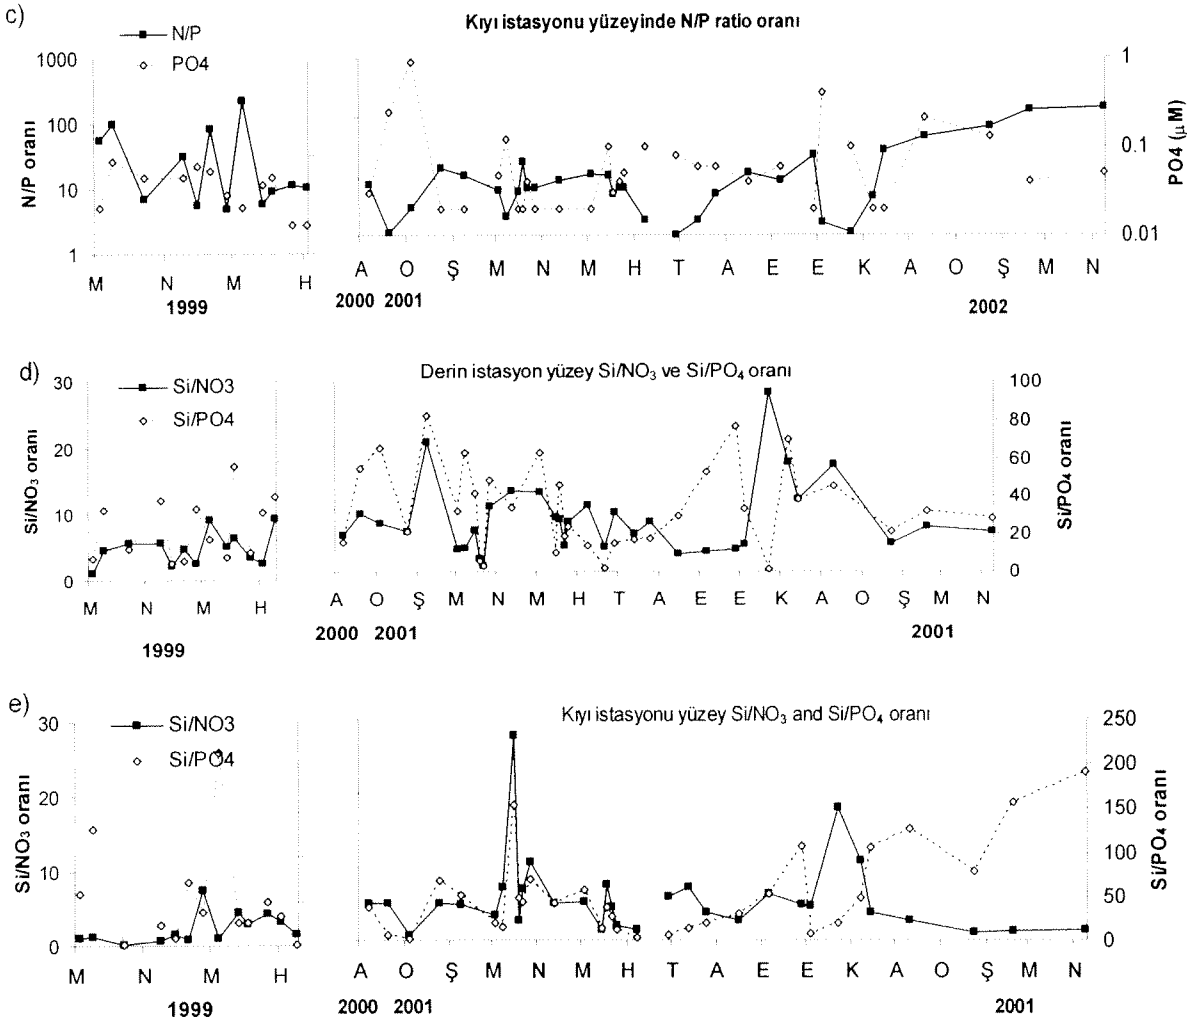 c)
Kıyı istasyonu yüzeyinde N/P ratio oranı
N/P
PO4
N/P oranı
1000
100
10
1
PO4 (µM)
1
0.1
0.01
M N M H
1999
A O Ş M N M H T A E E K A O Ş M N
2000 2001 2002
d)
Derin istasyon yüzey Si/NO₃ ve Si/PO₄ oranı
Si/NO3
Si/PO4
Si/NO₃ oranı
30
20
10
0
Si/PO₄ oranı
100
80
60
40
20
0
M N M H
1999
A O Ş M N M H T A E E K A O Ş M N
2000 2001 2001
e)
Kıyı istasyonu yüzey Si/NO₃ and Si/PO₄ oranı
Si/NO3
Si/PO4
Si/NO₃ oranı
30
20
10
0
Si/PO₄ oranı
250
200
150
100
50
0
M N M H
1999
A O Ş M N M H T A E E K A O Ş M N
2000 2001 2001